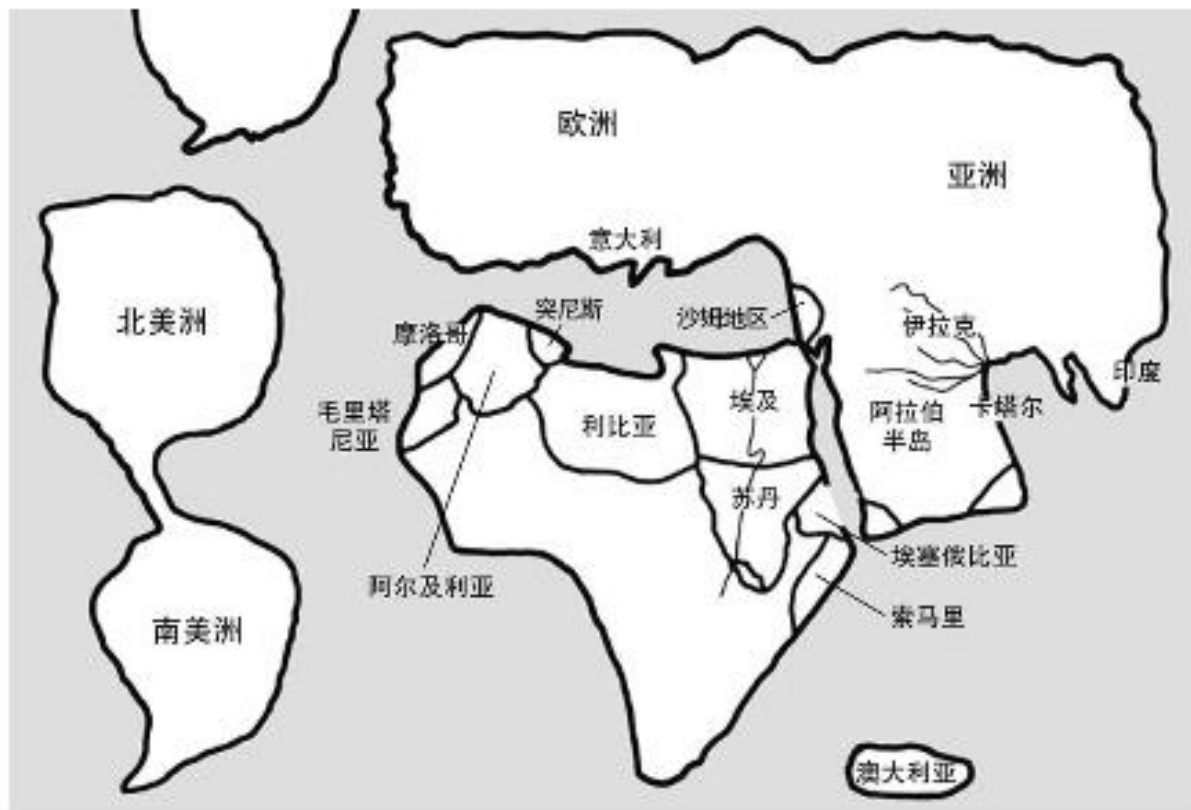 欧洲
亚洲
意大利
北美洲
突尼斯
沙姆地区
伊拉克
摩洛哥
印度
毛里塔
尼亚
利比亚
埃及
阿拉伯
半岛
卡塔尔
苏丹
埃塞俄比亚
阿尔及利亚
索马里
南美洲
澳大利亚